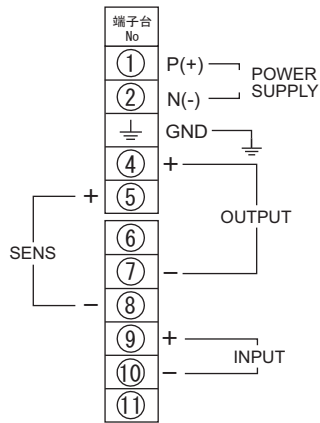 端子台
No
① P(+) POWER
② N(-) SUPPLY
GND
④ +
+ ⑤
OUTPUT
⑥
SENS
⑦ −
− ⑧
⑨ +
INPUT
⑩ −
⑪